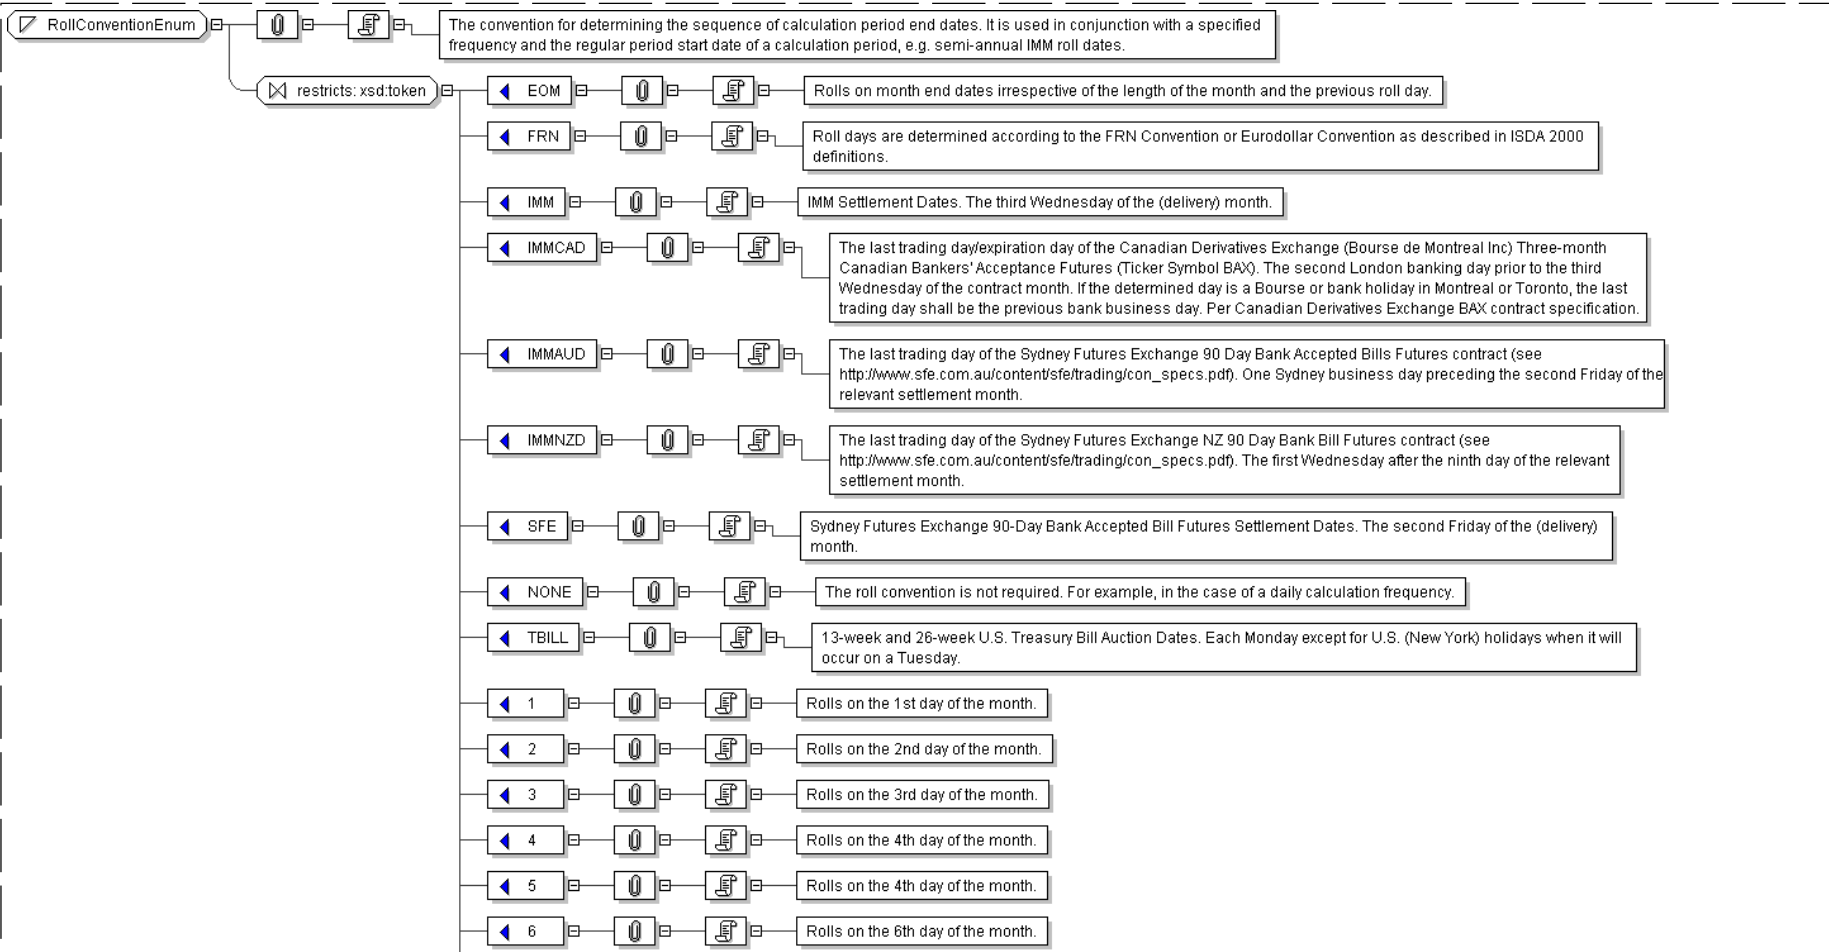 RollConventionEnum
The convention for determining the sequence of calculation period end dates. It is used in conjunction with a specified
frequency and the regular period start date of a calculation period, e.g. semi-annual IMM roll dates.
restricts: xsd:token
EOM
Rolls on month end dates irrespective of the length of the month and the previous roll day.
FRN
Roll days are determined according to the FRN Convention or Eurodollar Convention as described in ISDA 2000
definitions.
IMM
IMM Settlement Dates. The third Wednesday of the (delivery) month.
IMMCAD
The last trading day/expiration day of the Canadian Derivatives Exchange (Bourse de Montreal Inc) Three-month
Canadian Bankers' Acceptance Futures (Ticker Symbol BAX). The second London banking day prior to the third
Wednesday of the contract month. If the determined day is a Bourse or bank holiday in Montreal or Toronto, the last
trading day shall be the previous bank business day. Per Canadian Derivatives Exchange BAX contract specification.
IMMAUD
The last trading day of the Sydney Futures Exchange 90 Day Bank Accepted Bills Futures contract (see
http://www.sfe.com.au/content/sfe/trading/con_specs.pdf). One Sydney business day preceding the second Friday of the
relevant settlement month.
IMMNZD
The last trading day of the Sydney Futures Exchange NZ 90 Day Bank Bill Futures contract (see
http://www.sfe.com.au/content/sfe/trading/con_specs.pdf). The first Wednesday after the ninth day of the relevant
settlement month.
SFE
Sydney Futures Exchange 90-Day Bank Accepted Bill Futures Settlement Dates. The second Friday of the (delivery)
month.
NONE
The roll convention is not required. For example, in the case of a daily calculation frequency.
TBILL
13-week and 26-week U.S. Treasury Bill Auction Dates. Each Monday except for U.S. (New York) holidays when it will
occur on a Tuesday.
1
Rolls on the 1st day of the month.
2
Rolls on the 2nd day of the month.
3
Rolls on the 3rd day of the month.
4
Rolls on the 4th day of the month.
5
Rolls on the 4th day of the month.
6
Rolls on the 6th day of the month.